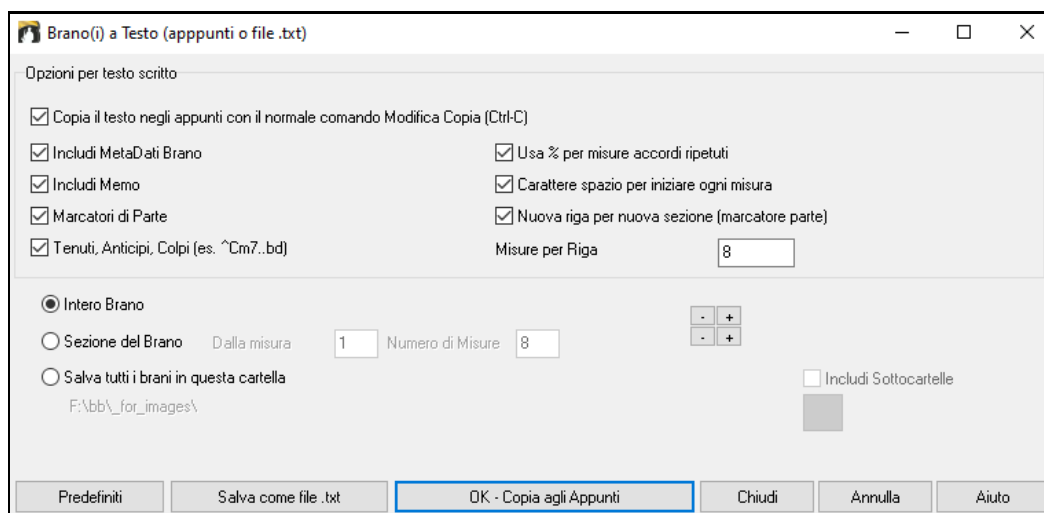 Brano(i) a Testo (apppunti o file .txt)
Opzioni per testo scritto
Copia il testo negli appunti con il normale comando Modifica Copia (Ctrl-C)
Includi MetaDati Brano
Usa % per misure accordi ripetuti
Includi Memo
Carattere spazio per iniziare ogni misura
Marcatori di Parte
Nuova riga per nuova sezione (marcatore parte)
Tenuti, Anticipi, Colpi (es. ^Cm7..bd)
Misure per Riga 8
Intero Brano
- +
Sezione del Brano Dalla misura 1 Numero di Misure 8
- +
Salva tutti i brani in questa cartella
Includi Sottocartelle
F:\bb\_for_images\
Predefiniti Salva come file .txt OK - Copia agli Appunti Chiudi Annulla Aiuto